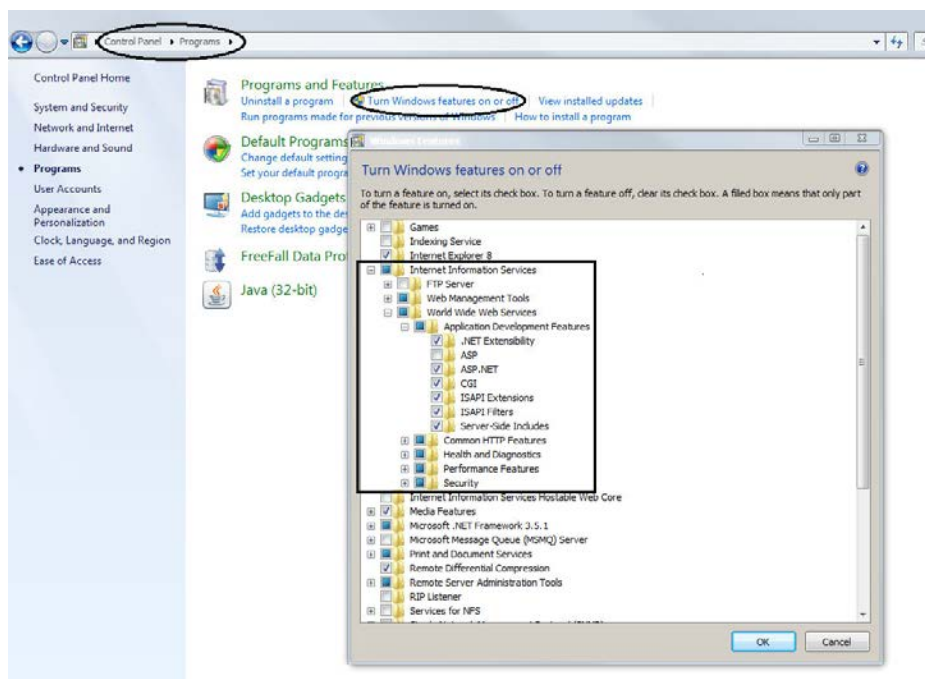 Control Panel Programs
Control Panel Home
System and Security
Network and Internet
Hardware and Sound
Programs
User Accounts
Appearance and
Personalization
Clock, Language, and Region
Ease of Access
Programs and Features
Uninstall a program Turn Windows features on or off View installed updates
Run programs made for previous versions of Windows How to install a program
Default Programs
Change default setting
Set your default progra
Desktop Gadgets
Add gadgets to the des
Restore desktop gadge
FreeFall Data Pro
Java (32-bit)
Windows Features
Turn Windows features on or off
To turn a feature on, select its check box. To turn a feature off, clear its check box. A filled box means that only part
of the feature is turned on.
Games
Indexing Service
Internet Explorer 8
Internet Information Services
FTP Server
Web Management Tools
World Wide Web Services
Application Development Features
.NET Extensibility
ASP
ASP.NET
CGI
ISAPI Extensions
ISAPI Filters
Server-Side Includes
Common HTTP Features
Health and Diagnostics
Performance Features
Security
Internet Information Services Hostable Web Core
Media Features
Microsoft .NET Framework 3.5.1
Microsoft Message Queue (MSMQ) Server
Print and Document Services
Remote Differential Compression
Remote Server Administration Tools
RIP Listener
Services for NFS
OK Cancel